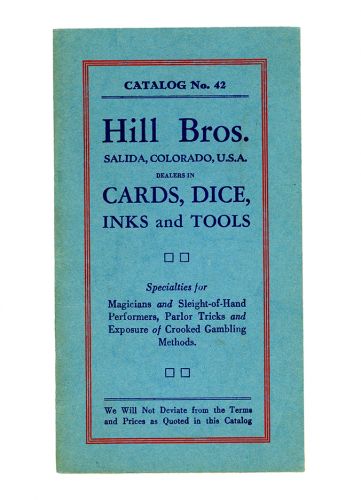 CATALOG No. 42
Hill Bros.
SALIDA, COLORADO, U.S.A.
DEALERS IN
CARDS, DICE,
INKS and TOOLS
Specialties for
Magicians and Sleight-of-Hand
Performers, Parlor Tricks and
Exposure of Crooked Gambling
Methods.
We Will Not Deviate from the Terms
and Prices as Quoted in this Catalog